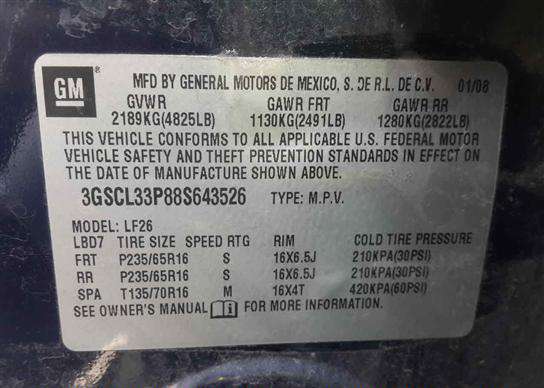 GM ® MFD BY GENERAL MOTORS DE MEXICO, S. DE R.L. DE C.V. 01/08
GVWR GAWR FRT GAWR RR
2189KG(4825LB) 1130KG(2491LB) 1280KG(2822LB)
THIS VEHICLE CONFORMS TO ALL APPLICABLE U.S. FEDERAL MOTOR
VEHICLE SAFETY AND THEFT PREVENTION STANDARDS IN EFFECT ON
THE DATE OF MANUFACTURE SHOWN ABOVE.
3GSCL33P88S643526 TYPE: M.P.V.
MODEL: LF26
LBD7 TIRE SIZE SPEED RTG RIM COLD TIRE PRESSURE
FRT P235/65R16 S 16X6.5J 210KPA(30PSI)
RR P235/65R16 S 16X6.5J 210KPA(30PSI)
SPA T135/70R16 M 16X4T 420KPA(60PSI)
SEE OWNER'S MANUAL FOR MORE INFORMATION.